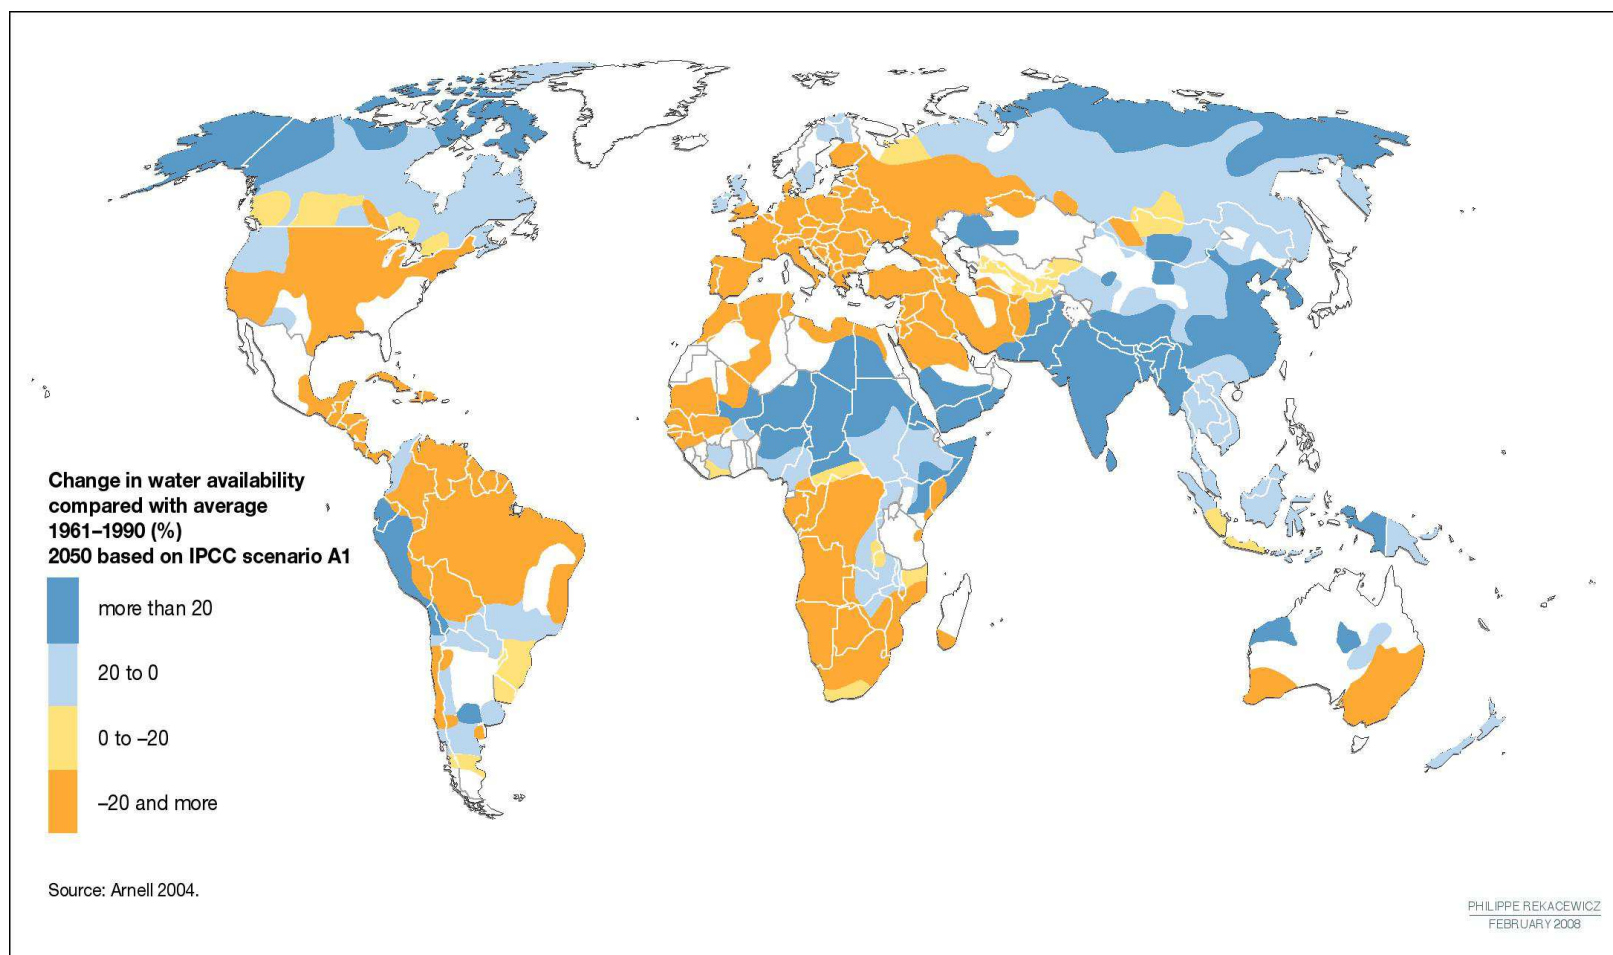 Change in water availability
compared with average
1961–1990 (%)
2050 based on IPCC scenario A1
more than 20
20 to 0
0 to –20
–20 and more
Source: Arnell 2004.
PHILIPPE REKACEWICZ
FEBRUARY 2008